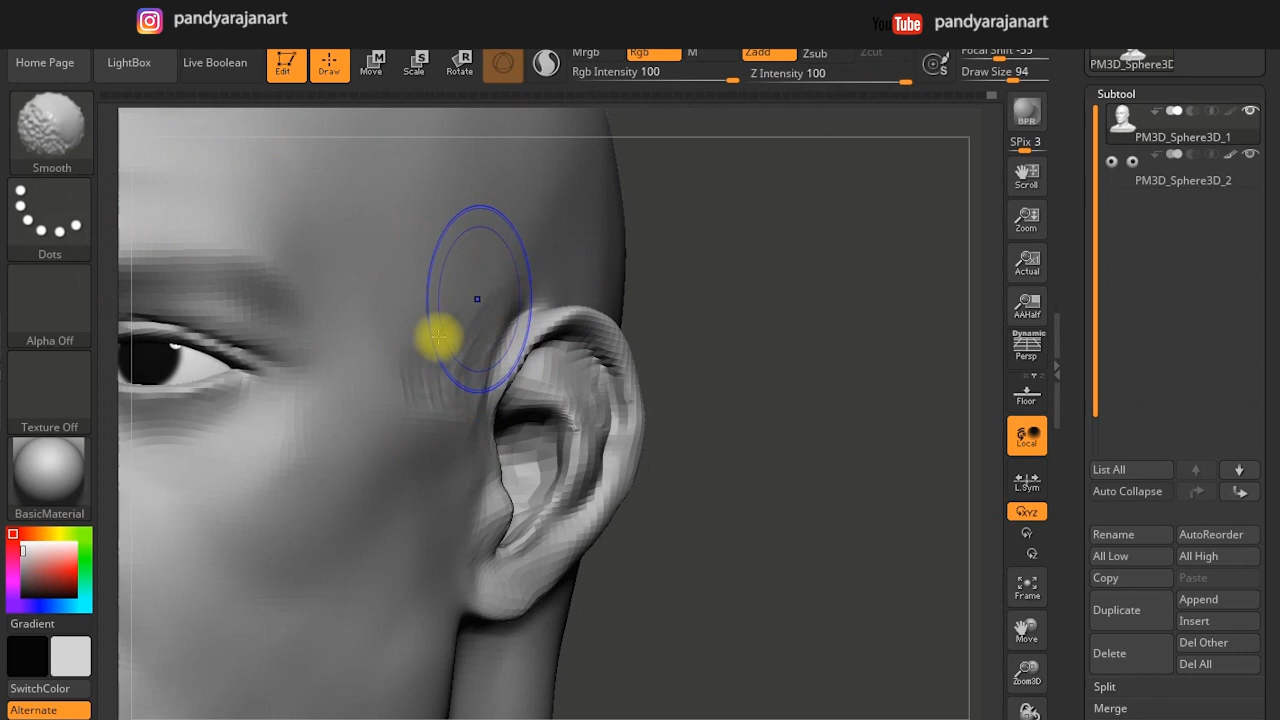 pandyarajanart
YouTube pandyarajanart
Home Page LightBox Live Boolean Edit Draw Move Scale Rotate Mrgb Rgb M Zadd Zsub Zcut Focal Shift -55
Rgb Intensity 100 Z Intensity 100 Draw Size 94
PM3D_Sphere3D
Subtool
PM3D_Sphere3D_1
PM3D_Sphere3D_2
Smooth
Dots
Alpha Off
Texture Off
BasicMaterial
Gradient
SwitchColor
Alternate
BPR
SPix 3
Scroll
Zoom
Actual
AAHalf
Dynamic
Persp
Floor
Local
L.Sym
XYZ
Frame
Move
Zoom3D
List All
Auto Collapse
Rename AutoReorder
All Low All High
Copy Paste
Duplicate Append
Insert
Delete Del Other
Del All
Split
Merge